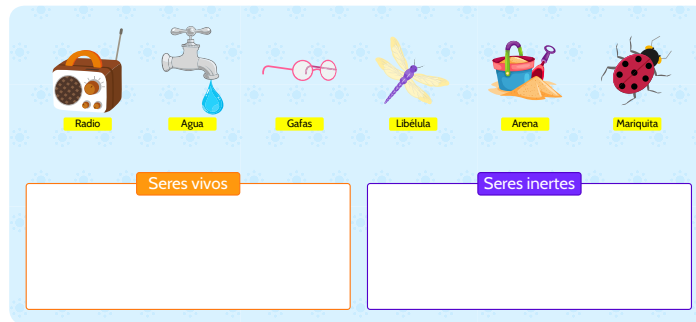 Radio
Agua
Gafas
Libélula
Arena
Mariquita
Seres vivos
Seres inertes